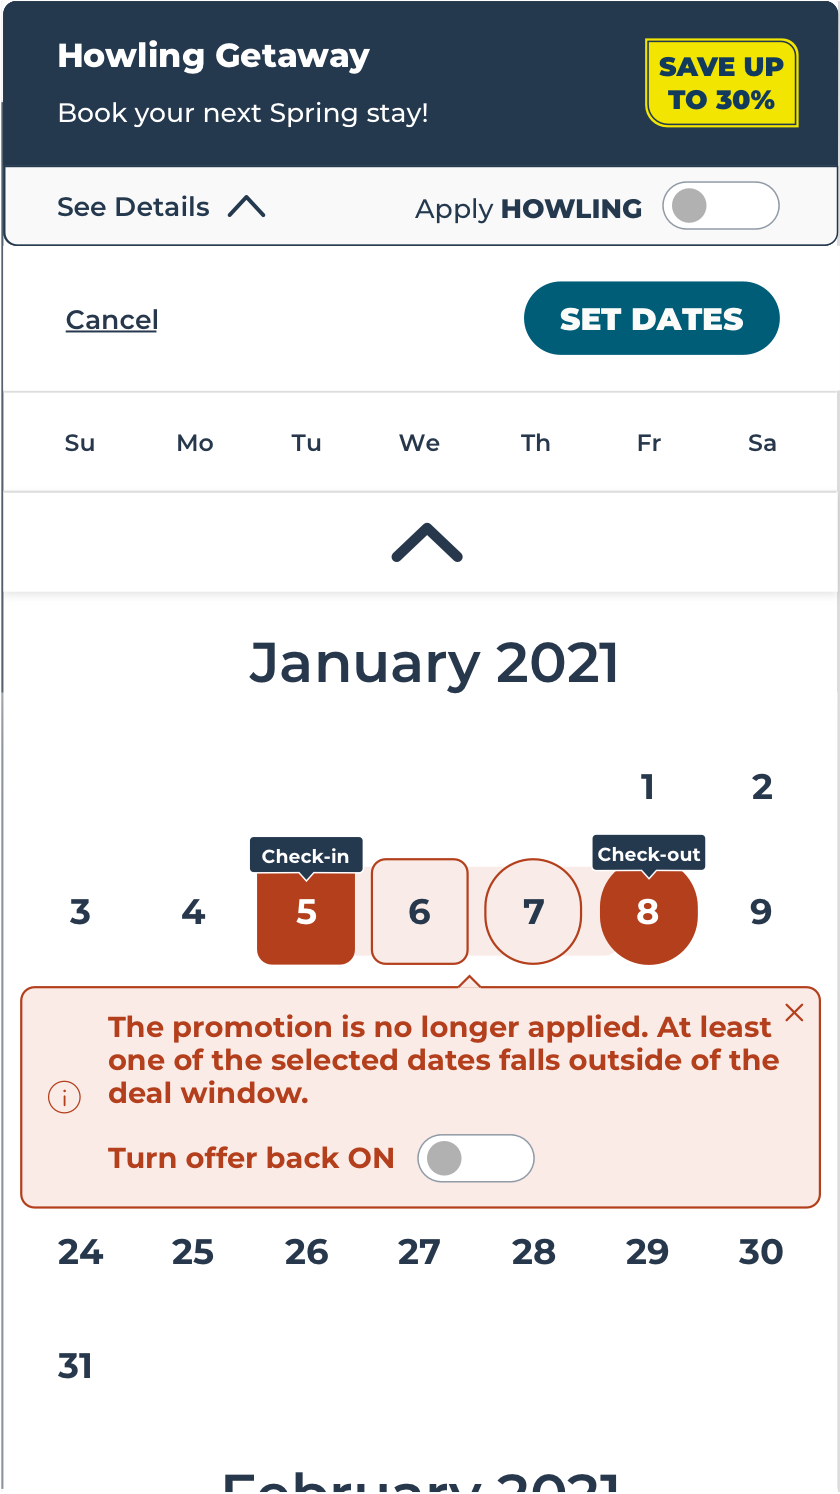 Howling Getaway
Book your next Spring stay!
SAVE UP
TO 30%
See Details
Apply HOWLING
Cancel
SET DATES
Su Mo Tu We Th Fr Sa
January 2021
1 2
Check-in Check-out
3 4 5 6 7 8 9
The promotion is no longer applied. At least
one of the selected dates falls outside of the
deal window.
Turn offer back ON
24 25 26 27 28 29 30
31
February 2021